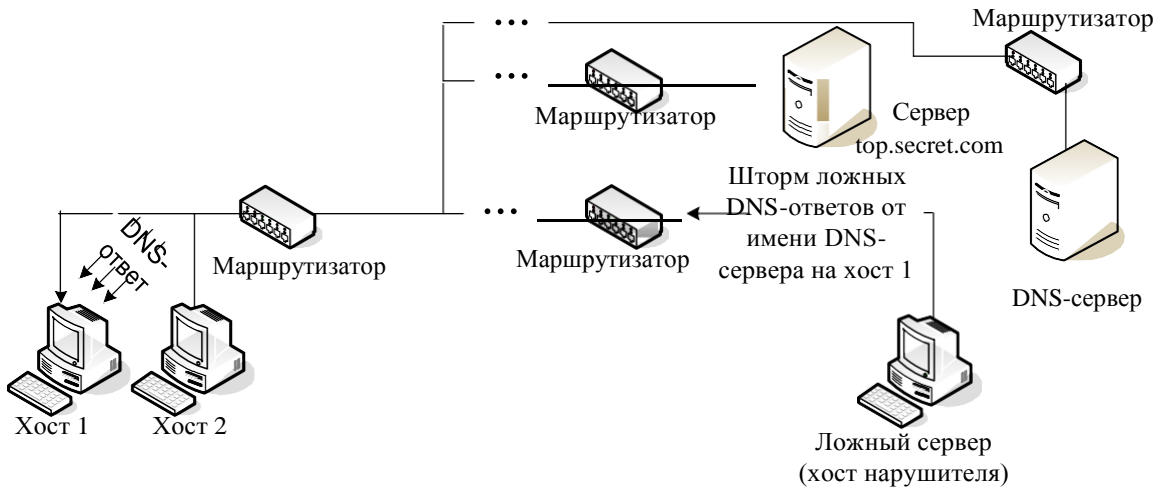 Маршрутизатор
...
...
Маршрутизатор
Сервер
top.secret.com
Шторм ложных
DNS-ответов от
имени DNS-
сервера на хост 1
DNS-
ответ
...
Маршрутизатор
Маршрутизатор
DNS-сервер
Хост 1
Хост 2
Ложный сервер
(хост нарушителя)